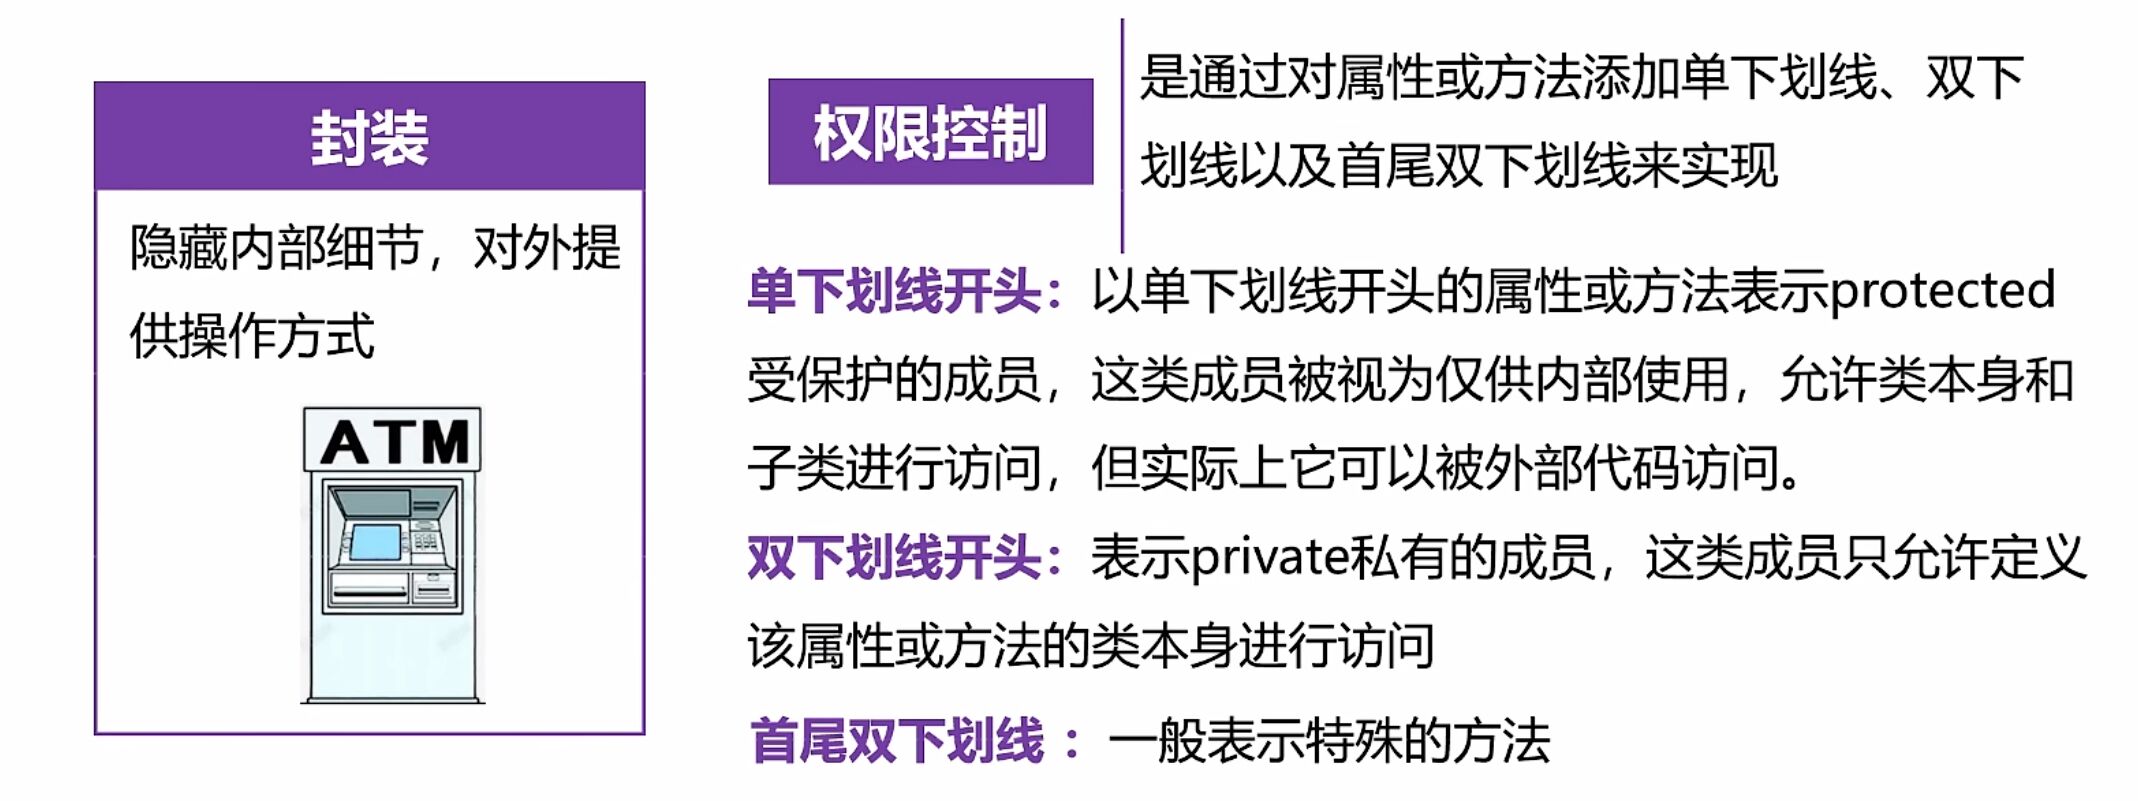 封装
隐藏内部细节，对外提
供操作方式
ATM
权限控制
是通过对属性或方法添加单下划线、双下
划线以及首尾双下划线来实现
单下划线开头：以单下划线开头的属性或方法表示protected
受保护的成员，这类成员被视为仅供内部使用，允许类本身和
子类进行访问，但实际上它可以被外部代码访问。
双下划线开头：表示private私有的成员，这类成员只允许定义
该属性或方法的类本身进行访问
首尾双下划线：一般表示特殊的方法